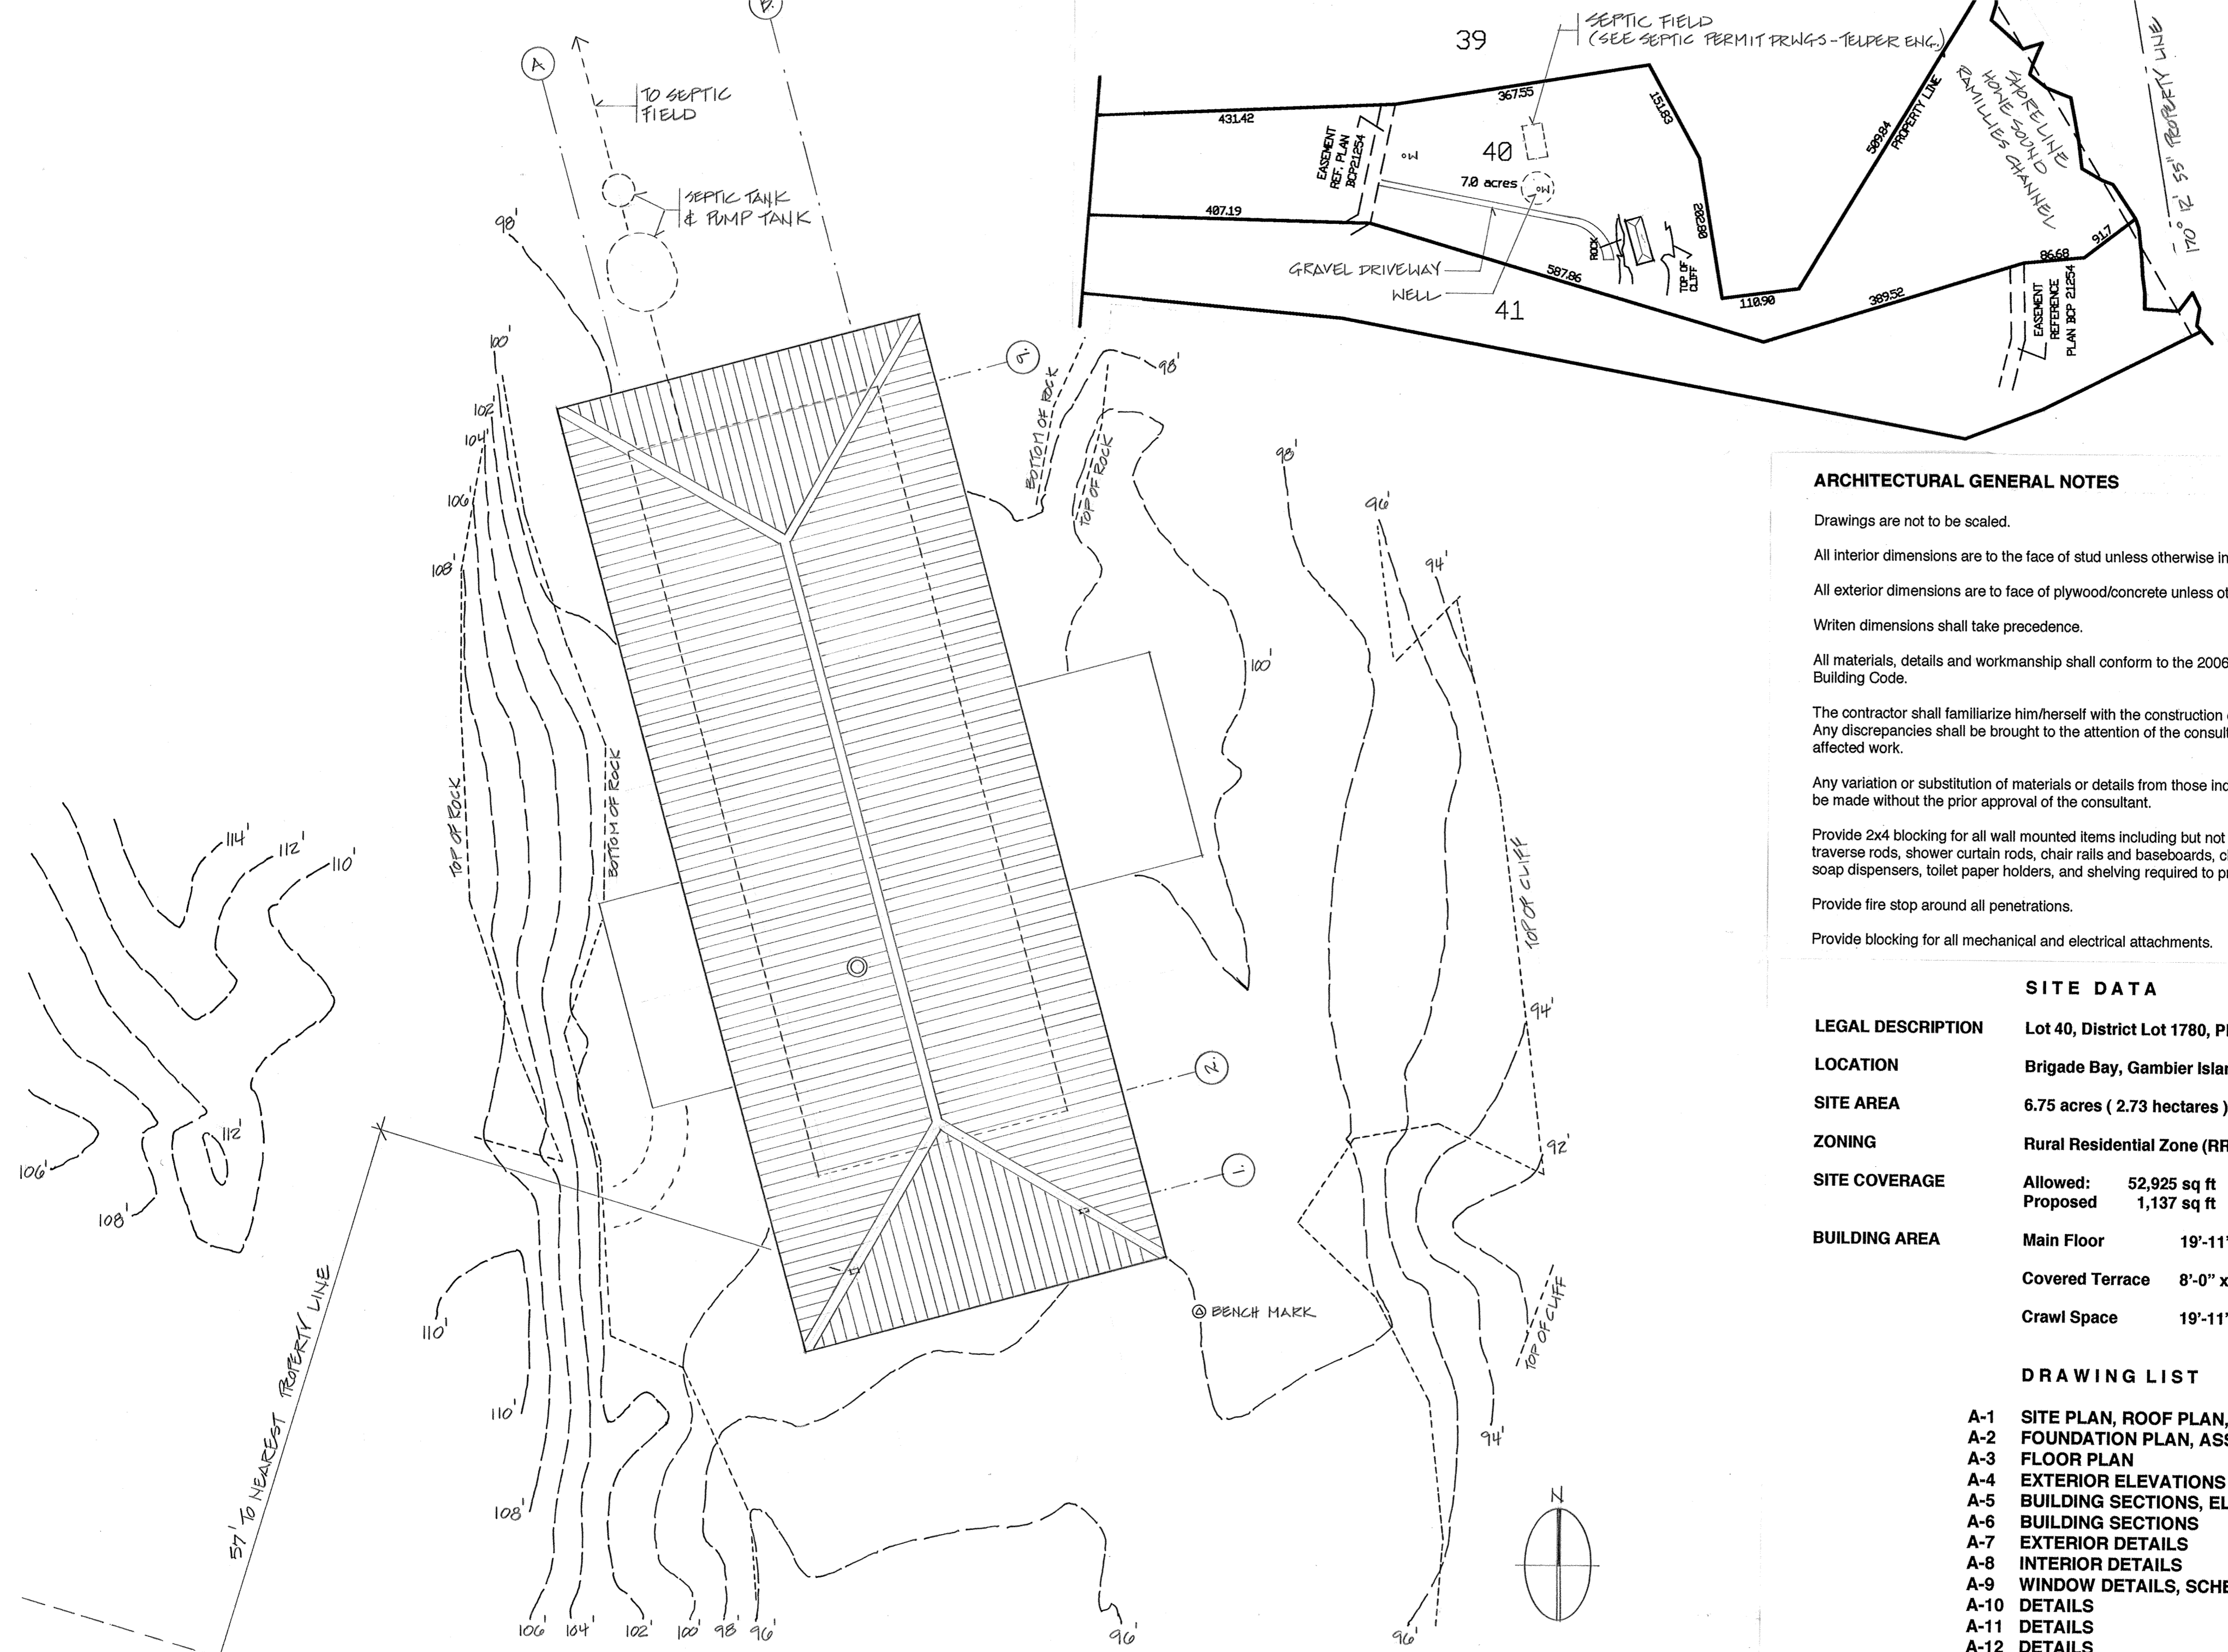 A
B.
TO SEPTIC
FIELD
SEPTIC TANK
& PUMP TANK
98'
100'
102'
104'
106'
108'
TOP OF ROCK
BOTTOM OF ROCK
114'
112'
110'
112'
106'
108'
110'
110'
108'
57' TO NEAREST PROPERTY LINE
106'
104'
102'
100'
98'
96'
96'
96'
BOTTOM OF ROCK
TOP OF ROCK
98'
98'
96'
94'
100'
TOP OF CLIFF
94'
92'
TOP OF CLIFF
94'
2.
1.
BENCH MARK
N
39
SEPTIC FIELD
(SEE SEPTIC PERMIT DRWGS - TELPER ENG.)
431.42
367.55
151.83
EASEMENT
REF. PLAN
BCP21254
40
7.0 acres
407.19
202.80
ROCK
TOP OF
CLIFF
GRAVEL DRIVEWAY
WELL
587.86
41
110.90
389.52
509.84
PROPERTY LINE
SHORELINE
HOWE SOUND
RAMILLIES CHANNEL
170° 12' 55" PROPERTY LINE
86.68
91.7
EASEMENT
REFERENCE
PLAN BCP 21254
ARCHITECTURAL GENERAL NOTES
Drawings are not to be scaled.
All interior dimensions are to the face of stud unless otherwise in
All exterior dimensions are to face of plywood/concrete unless ot
Writen dimensions shall take precedence.
All materials, details and workmanship shall conform to the 2006
Building Code.
The contractor shall familiarize him/herself with the construction
Any discrepancies shall be brought to the attention of the consult
affected work.
Any variation or substitution of materials or details from those ind
be made without the prior approval of the consultant.
Provide 2x4 blocking for all wall mounted items including but not
traverse rods, shower curtain rods, chair rails and baseboards, c
soap dispensers, toilet paper holders, and shelving required to p
Provide fire stop around all penetrations.
Provide blocking for all mechanical and electrical attachments.
SITE DATA
LEGAL DESCRIPTION Lot 40, District Lot 1780, Pl
LOCATION Brigade Bay, Gambier Islan
SITE AREA 6.75 acres ( 2.73 hectares )
ZONING Rural Residential Zone (RR
SITE COVERAGE Allowed: 52,925 sq ft
Proposed 1,137 sq ft
BUILDING AREA Main Floor 19'-11"
Covered Terrace 8'-0" x
Crawl Space 19'-11"
DRAWING LIST
A-1 SITE PLAN, ROOF PLAN,
A-2 FOUNDATION PLAN, ASS
A-3 FLOOR PLAN
A-4 EXTERIOR ELEVATIONS
A-5 BUILDING SECTIONS, EL
A-6 BUILDING SECTIONS
A-7 EXTERIOR DETAILS
A-8 INTERIOR DETAILS
A-9 WINDOW DETAILS, SCHE
A-10 DETAILS
A-11 DETAILS
A-12 DETAILS